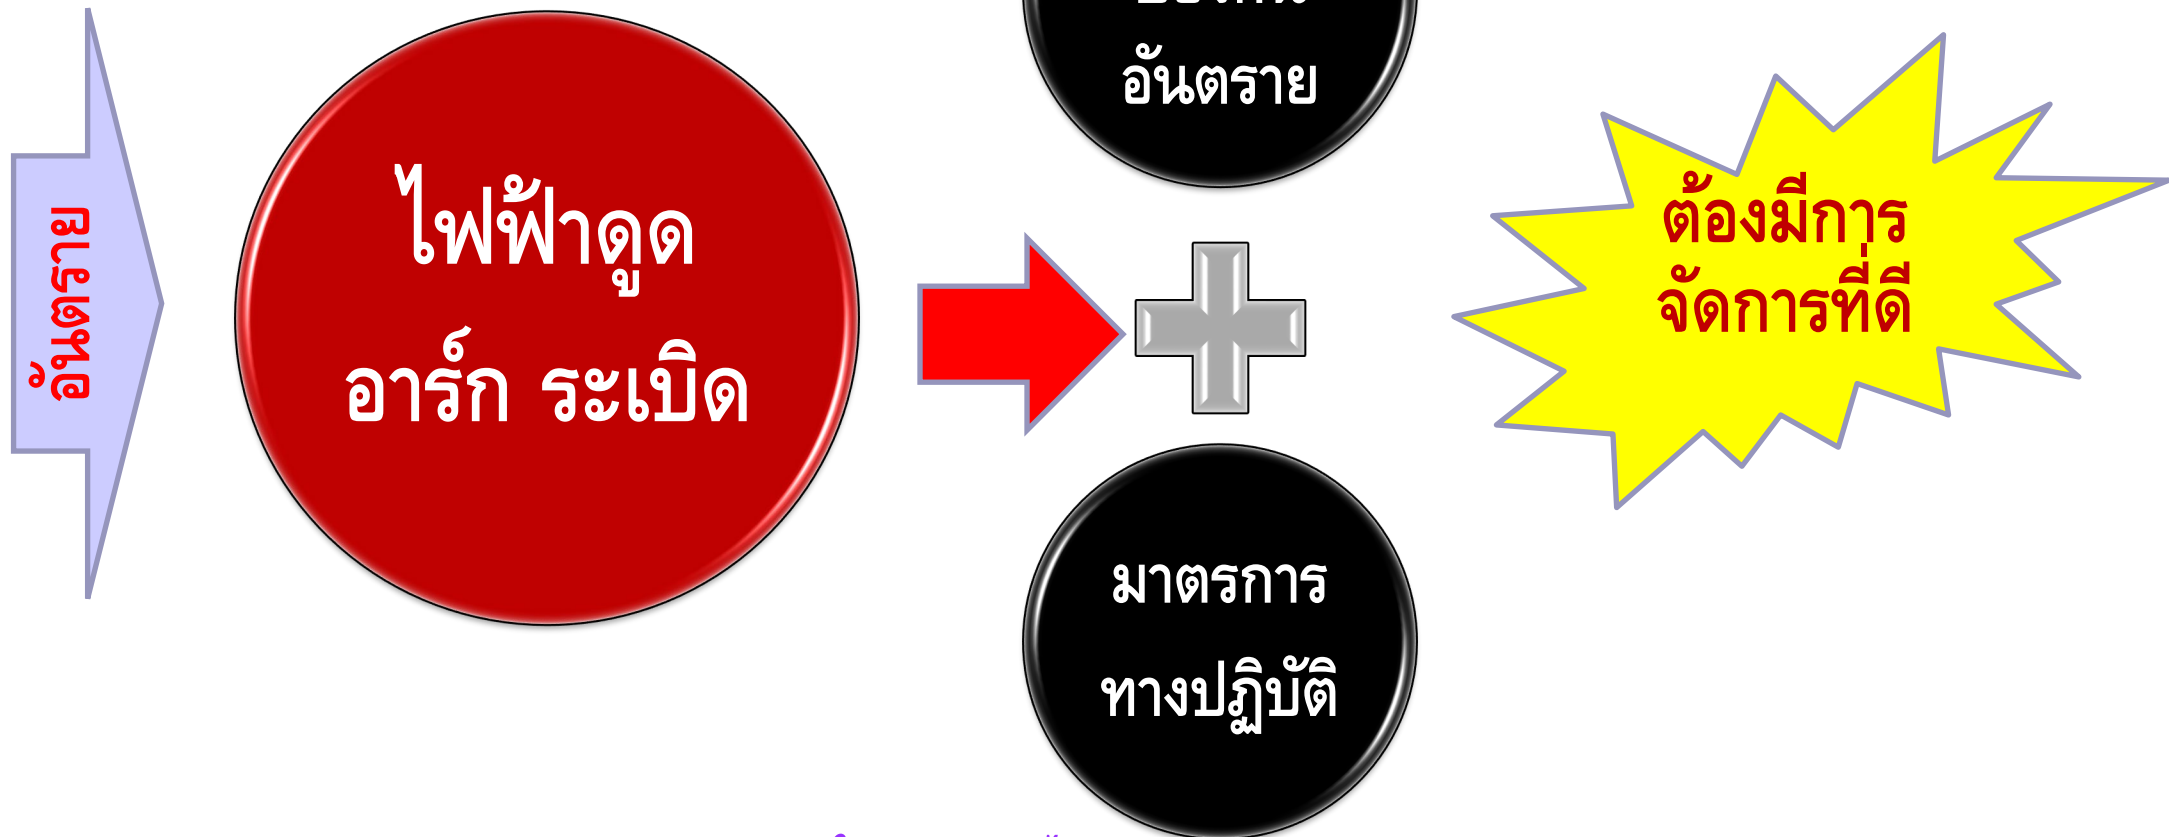 อันตราย
ไฟฟ้าดูด
อาร์ก ระเบิด
อันตราย
มาตรการ
ทางปฏิบัติ
ต้องมีการ
จัดการที่ดี